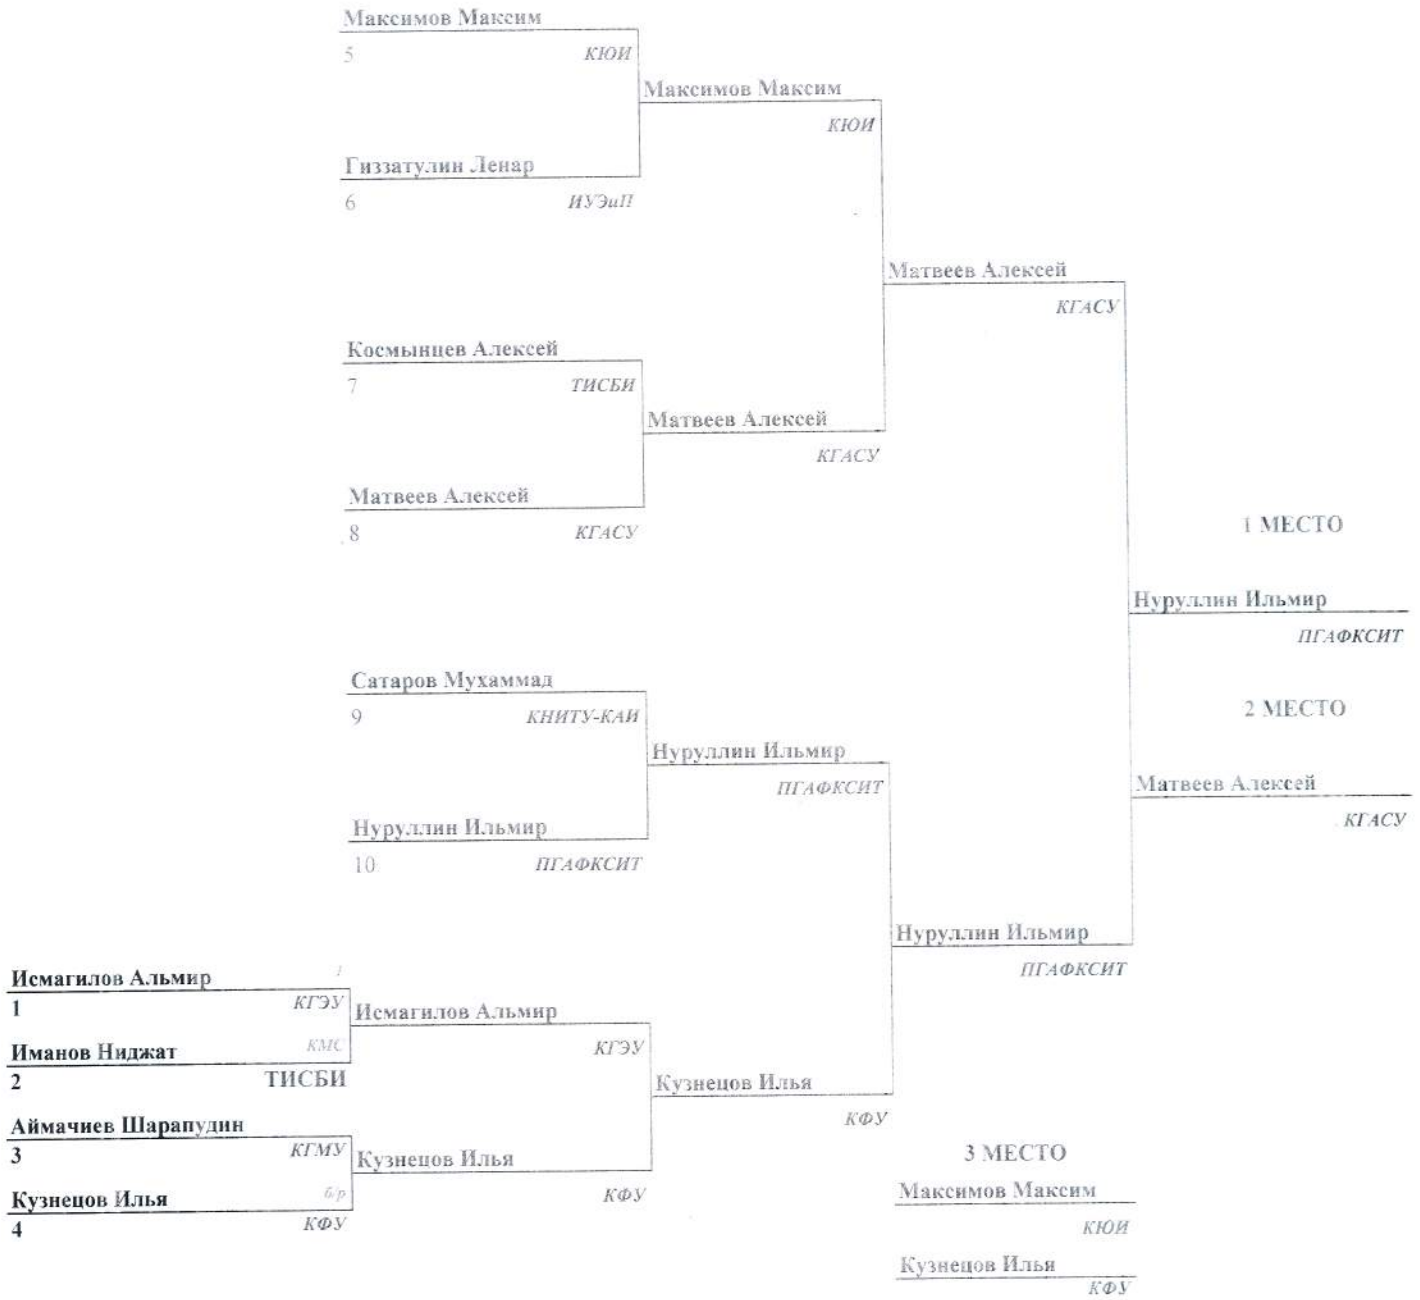 Максимов Максим
5 КЮИ
Максимов Максим
КЮИ
Гиззатулин Ленар
6 ИУЭиП
Матвеев Алексей
КГАСУ
Космынцев Алексей
7 ТИСБИ
Матвеев Алексей
КГАСУ
Матвеев Алексей
8 КГАСУ
1 МЕСТО
Нуруллин Ильмир
ПГАФКСИТ
Сатаров Мухаммад
9 КНИТУ-КАИ
2 МЕСТО
Нуруллин Ильмир
ПГАФКСИТ
Матвеев Алексей
КГАСУ
Нуруллин Ильмир
10 ПГАФКСИТ
Нуруллин Ильмир
ПГАФКСИТ
Исмагилов Альмир
1 КГЭУ
Исмагилов Альмир
КГЭУ
Иманов Ниджат КМС
2 ТИСБИ
Кузнецов Илья
КФУ
Аймачиев Шарапудин
3 КГМУ
Кузнецов Илья
КФУ
Кузнецов Илья б/р
4 КФУ
3 МЕСТО
Максимов Максим
КЮИ
Кузнецов Илья
КФУ